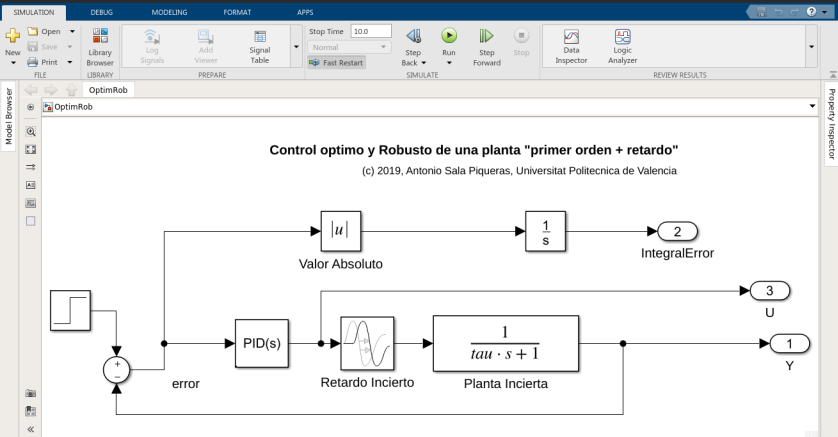 SIMULATION DEBUG MODELING FORMAT APPS
New
Open
Save
Print
FILE
Library
Browser
LIBRARY
Log
Signals
Add
Viewer
Signal
Table
PREPARE
Stop Time 10.0
Normal
Fast Restart
Step
Back
Run
Step
Forward
Stop
SIMULATE
Data
Inspector
Logic
Analyzer
REVIEW RESULTS
Model Browser
OptimRob
OptimRob
Property Inspector
Control optimo y Robusto de una planta "primer orden + retardo"
(c) 2019, Antonio Sala Piqueras, Universitat Politecnica de Valencia
|u|
Valor Absoluto
1
s
2
IntegralError
3
U
+
−
error
PID(s)
Retardo Incierto
1
tau · s + 1
Planta Incierta
1
Y